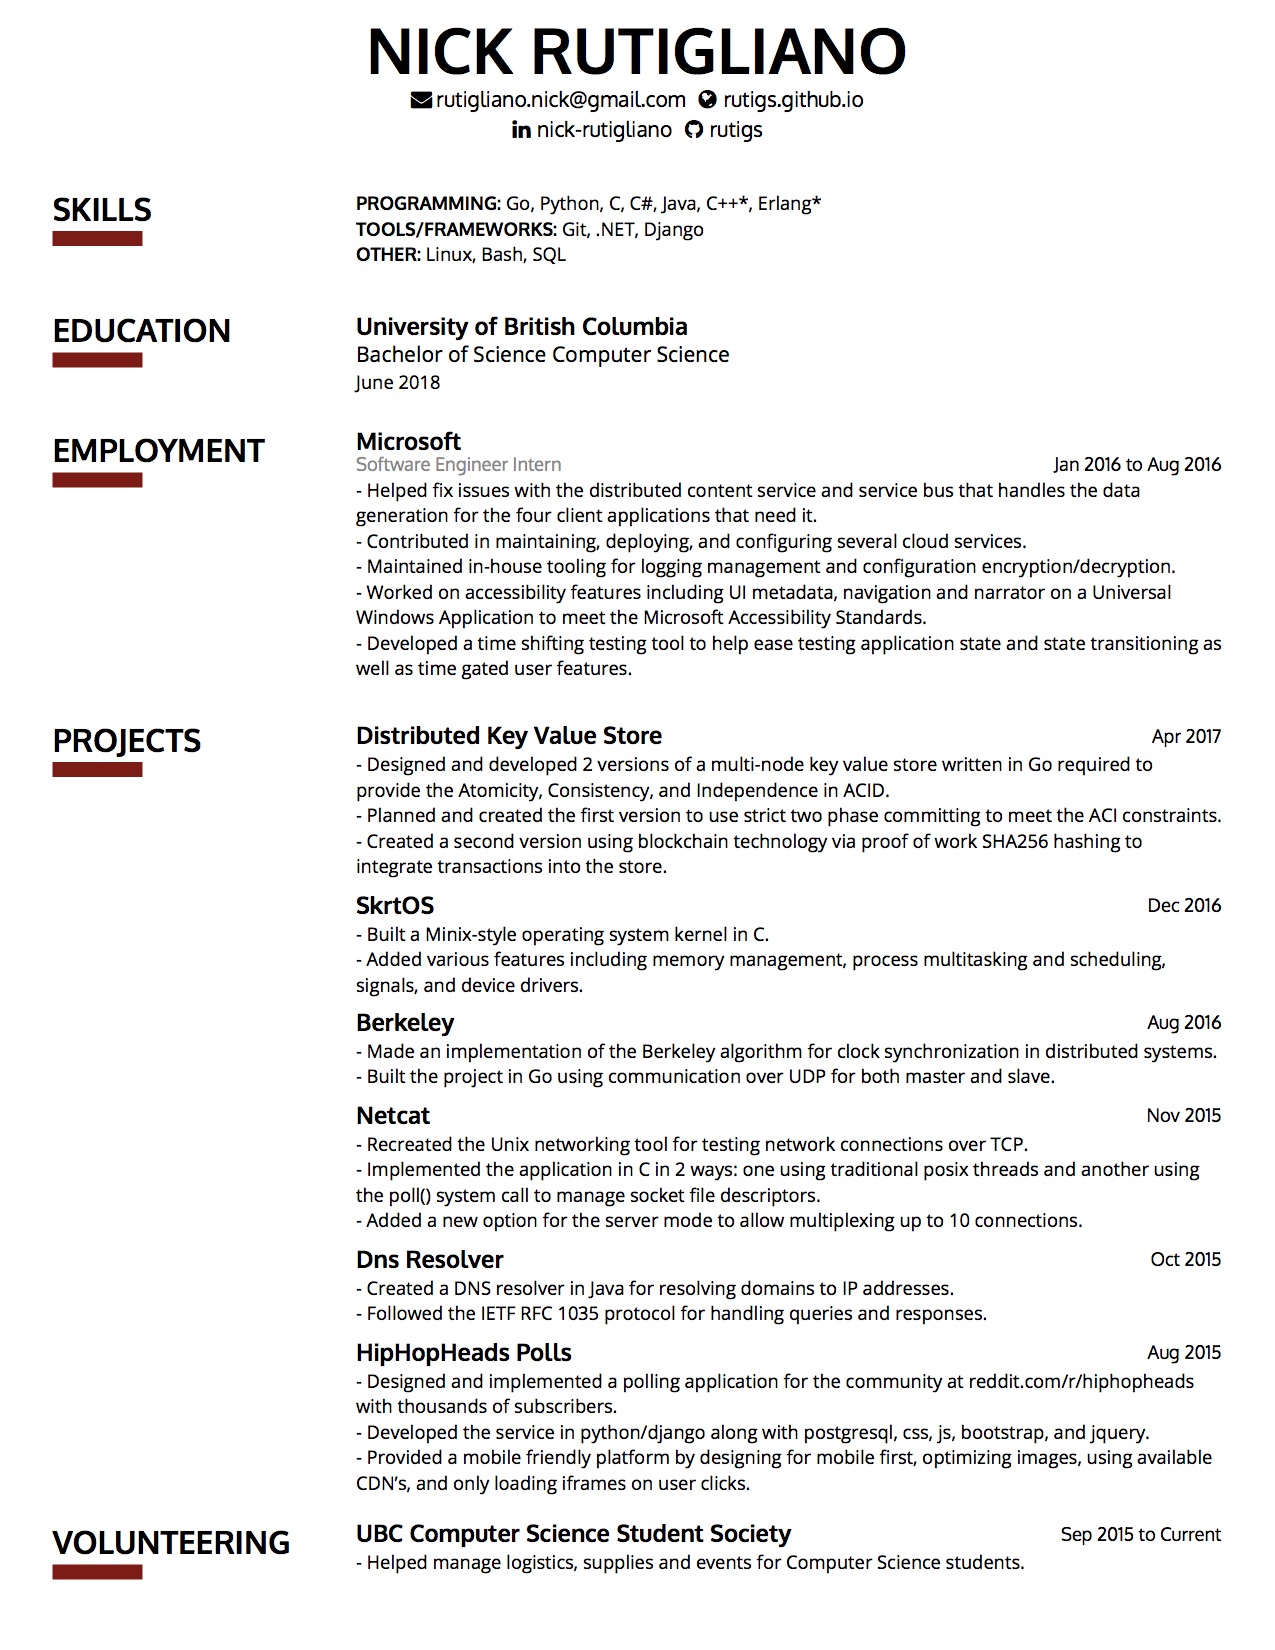 NICK RUTIGLIANO
rutigliano.nick@gmail.com rutigs.github.io
nick-rutigliano rutigs
SKILLS
PROGRAMMING: Go, Python, C, C#, Java, C++*, Erlang*
TOOLS/FRAMEWORKS: Git, .NET, Django
OTHER: Linux, Bash, SQL
EDUCATION
University of British Columbia
Bachelor of Science Computer Science
June 2018
EMPLOYMENT
Microsoft
Software Engineer Intern Jan 2016 to Aug 2016
- Helped fix issues with the distributed content service and service bus that handles the data
generation for the four client applications that need it.
- Contributed in maintaining, deploying, and configuring several cloud services.
- Maintained in-house tooling for logging management and configuration encryption/decryption.
- Worked on accessibility features including UI metadata, navigation and narrator on a Universal
Windows Application to meet the Microsoft Accessibility Standards.
- Developed a time shifting testing tool to help ease testing application state and state transitioning as
well as time gated user features.
PROJECTS
Distributed Key Value Store Apr 2017
- Designed and developed 2 versions of a multi-node key value store written in Go required to
provide the Atomicity, Consistency, and Independence in ACID.
- Planned and created the first version to use strict two phase committing to meet the ACI constraints.
- Created a second version using blockchain technology via proof of work SHA256 hashing to
integrate transactions into the store.
SkrtOS Dec 2016
- Built a Minix-style operating system kernel in C.
- Added various features including memory management, process multitasking and scheduling,
signals, and device drivers.
Berkeley Aug 2016
- Made an implementation of the Berkeley algorithm for clock synchronization in distributed systems.
- Built the project in Go using communication over UDP for both master and slave.
Netcat Nov 2015
- Recreated the Unix networking tool for testing network connections over TCP.
- Implemented the application in C in 2 ways: one using traditional posix threads and another using
the poll() system call to manage socket file descriptors.
- Added a new option for the server mode to allow multiplexing up to 10 connections.
Dns Resolver Oct 2015
- Created a DNS resolver in Java for resolving domains to IP addresses.
- Followed the IETF RFC 1035 protocol for handling queries and responses.
HipHopHeads Polls Aug 2015
- Designed and implemented a polling application for the community at reddit.com/r/hiphopheads
with thousands of subscribers.
- Developed the service in python/django along with postgresql, css, js, bootstrap, and jquery.
- Provided a mobile friendly platform by designing for mobile first, optimizing images, using available
CDN’s, and only loading iframes on user clicks.
VOLUNTEERING
UBC Computer Science Student Society Sep 2015 to Current
- Helped manage logistics, supplies and events for Computer Science students.